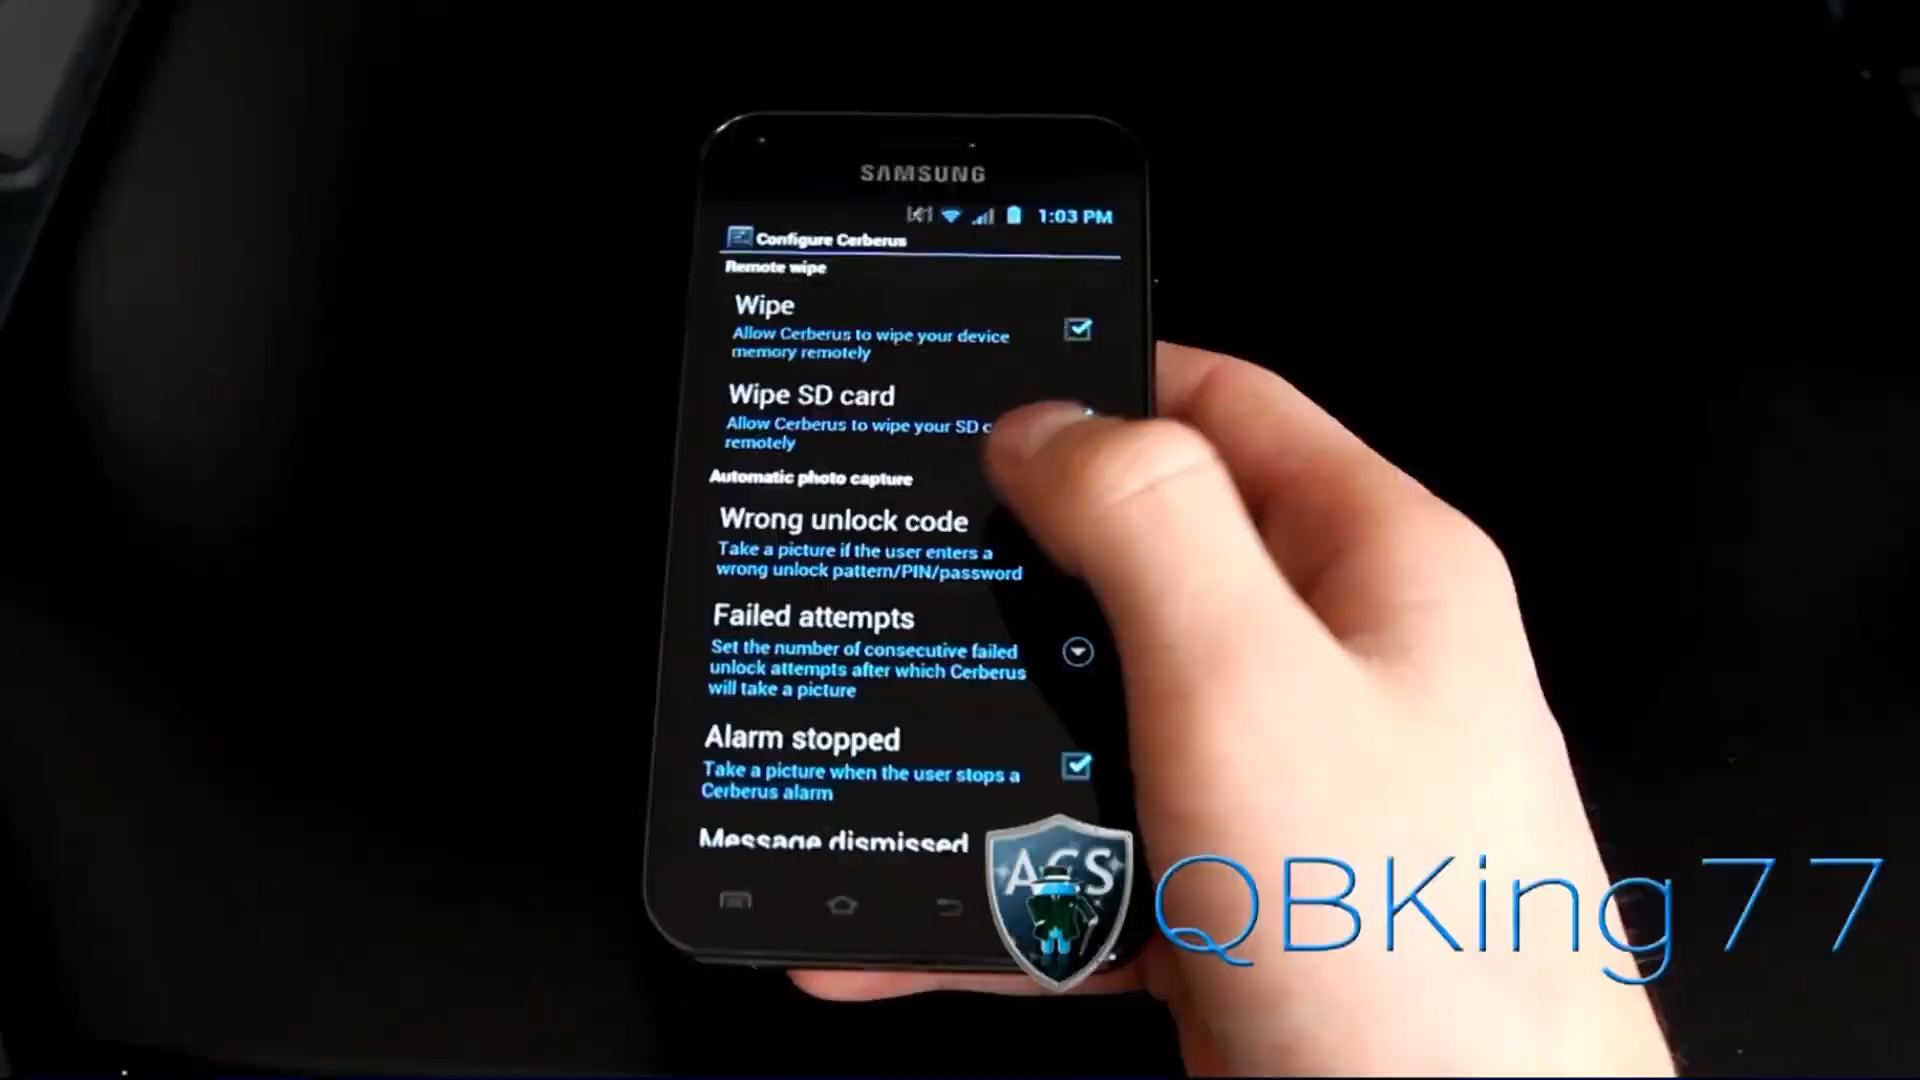 SAMSUNG
1:03 PM
Configure Cerberus
Remote wipe
Wipe
Allow Cerberus to wipe your device
memory remotely
Wipe SD card
Allow Cerberus to wipe your SD
remotely
Automatic photo capture
Wrong unlock code
Take a picture if the user enters a
wrong unlock pattern/PIN/password
Failed attempts
Set the number of consecutive failed
unlock attempts after which Cerberus
will take a picture
Alarm stopped
Take a picture when the user stops a
Cerberus alarm
Message dismissed
ACS
QBKing77